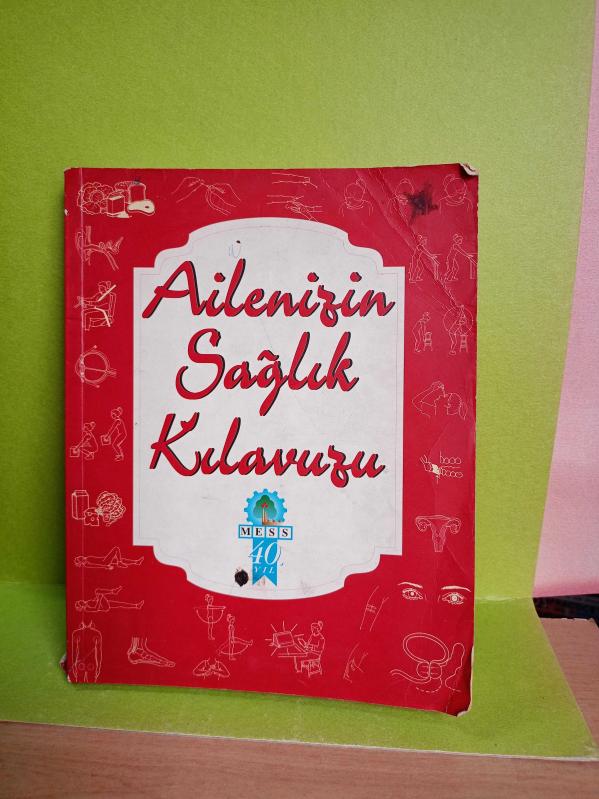 Ailenizin
Sağlık
Kılavuzu
MESS
40.
YIL